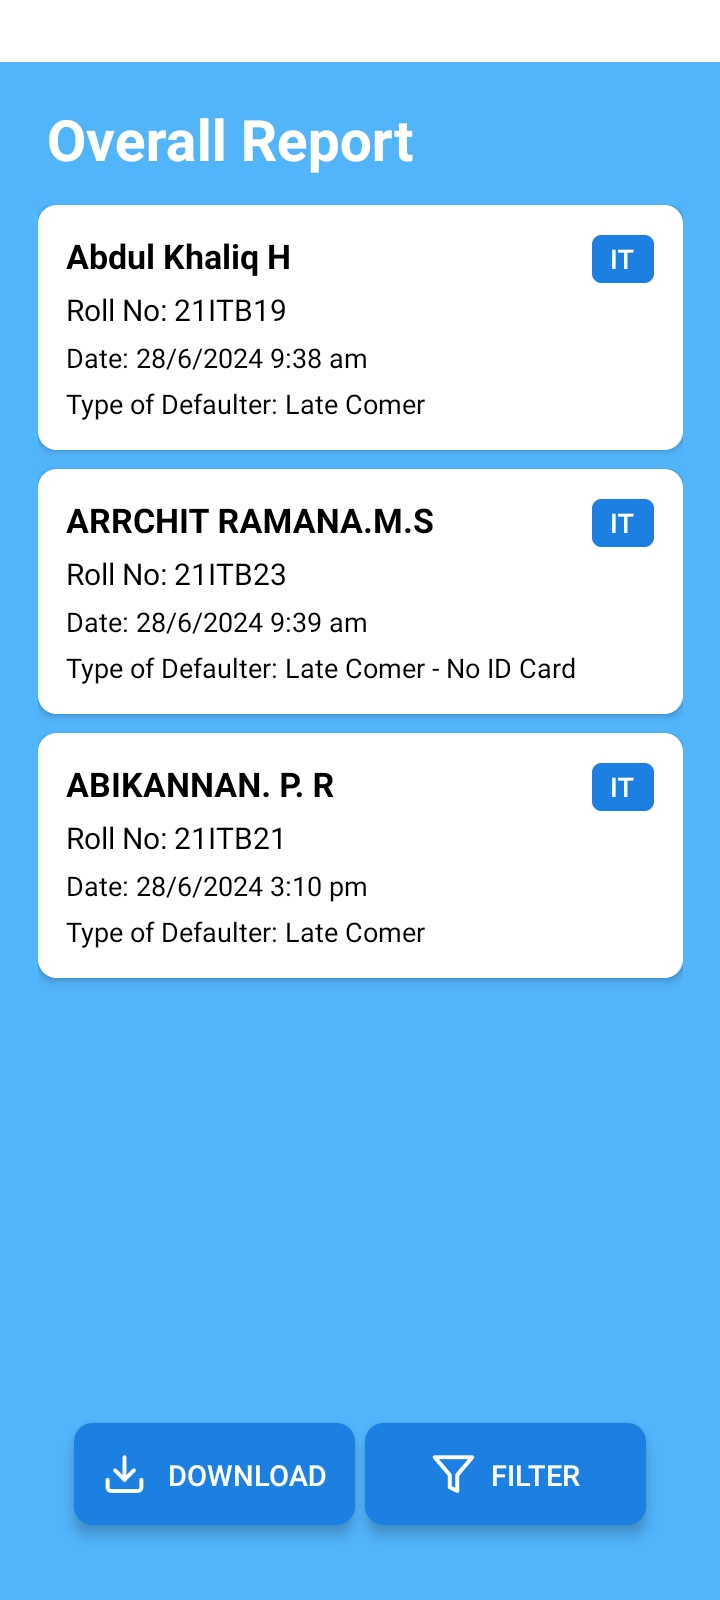 Overall Report
Abdul Khaliq H
IT
Roll No: 21ITB19
Date: 28/6/2024 9:38 am
Type of Defaulter: Late Comer
ARRCHIT RAMANA.M.S
IT
Roll No: 21ITB23
Date: 28/6/2024 9:39 am
Type of Defaulter: Late Comer - No ID Card
ABIKANNAN. P. R
IT
Roll No: 21ITB21
Date: 28/6/2024 3:10 pm
Type of Defaulter: Late Comer
DOWNLOAD
FILTER